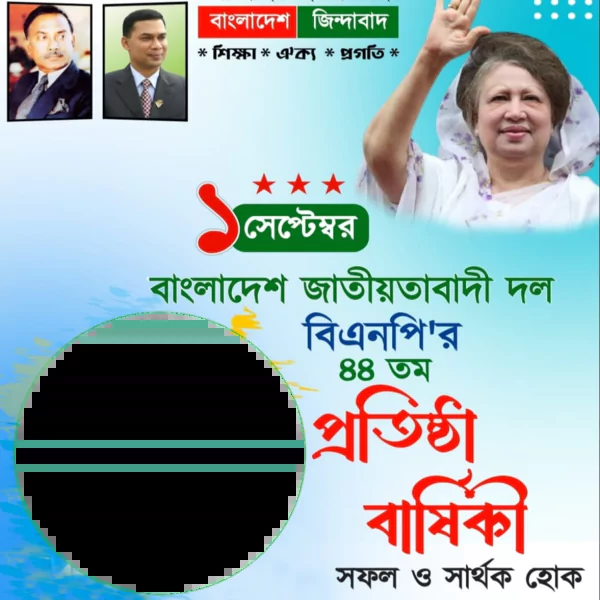 বাংলাদেশ জিন্দাবাদ
* শিক্ষা * ঐক্য * প্রগতি *
১ সেপ্টেম্বর
বাংলাদেশ জাতীয়তাবাদী দল
বিএনপি'র
৪৪ তম
প্রতিষ্ঠা
বার্ষিকী
সফল ও সার্থক হোক